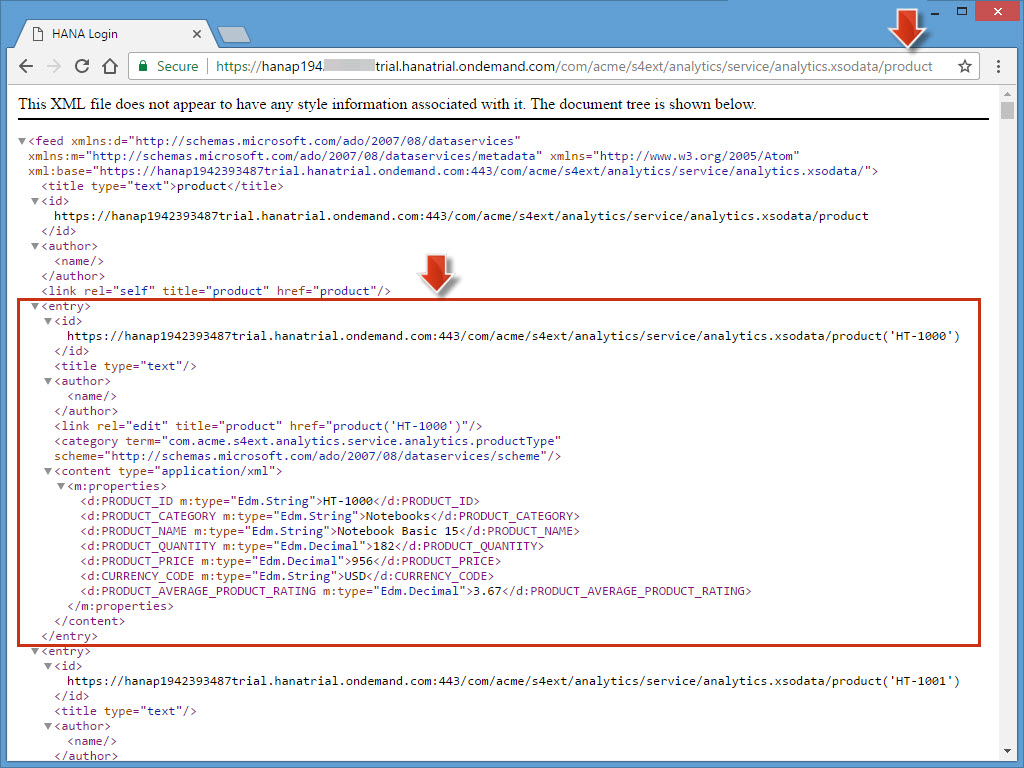 HANA Login
Secure https://hanap194 trial.hanatrial.ondemand.com/com/acme/s4ext/analytics/service/analytics.xsodata/product
This XML file does not appear to have any style information associated with it. The document tree is shown below.
▼<feed xmlns:d="http://schemas.microsoft.com/ado/2007/08/dataservices"
xmlns:m="http://schemas.microsoft.com/ado/2007/08/dataservices/metadata" xmlns="http://www.w3.org/2005/Atom"
xml:base="https://hanap1942393487trial.hanatrial.ondemand.com:443/com/acme/s4ext/analytics/service/analytics.xsodata/">
<title type="text">product</title>
▼<id>
https://hanap1942393487trial.hanatrial.ondemand.com:443/com/acme/s4ext/analytics/service/analytics.xsodata/product
</id>
▼<author>
<name/>
</author>
<link rel="self" title="product" href="product"/>
▼<entry>
▼<id>
https://hanap1942393487trial.hanatrial.ondemand.com:443/com/acme/s4ext/analytics/service/analytics.xsodata/product('HT-1000')
</id>
<title type="text"/>
▼<author>
<name/>
</author>
<link rel="edit" title="product" href="product('HT-1000')"/>
<category term="com.acme.s4ext.analytics.service.analytics.productType"
scheme="http://schemas.microsoft.com/ado/2007/08/dataservices/scheme"/>
▼<content type="application/xml">
▼<m:properties>
<d:PRODUCT_ID m:type="Edm.String">HT-1000</d:PRODUCT_ID>
<d:PRODUCT_CATEGORY m:type="Edm.String">Notebooks</d:PRODUCT_CATEGORY>
<d:PRODUCT_NAME m:type="Edm.String">Notebook Basic 15</d:PRODUCT_NAME>
<d:PRODUCT_QUANTITY m:type="Edm.Decimal">182</d:PRODUCT_QUANTITY>
<d:PRODUCT_PRICE m:type="Edm.Decimal">956</d:PRODUCT_PRICE>
<d:CURRENCY_CODE m:type="Edm.String">USD</d:CURRENCY_CODE>
<d:PRODUCT_AVERAGE_PRODUCT_RATING m:type="Edm.Decimal">3.67</d:PRODUCT_AVERAGE_PRODUCT_RATING>
</m:properties>
</content>
</entry>
▼<entry>
▼<id>
https://hanap1942393487trial.hanatrial.ondemand.com:443/com/acme/s4ext/analytics/service/analytics.xsodata/product('HT-1001')
</id>
<title type="text"/>
▼<author>
<name/>
</author>